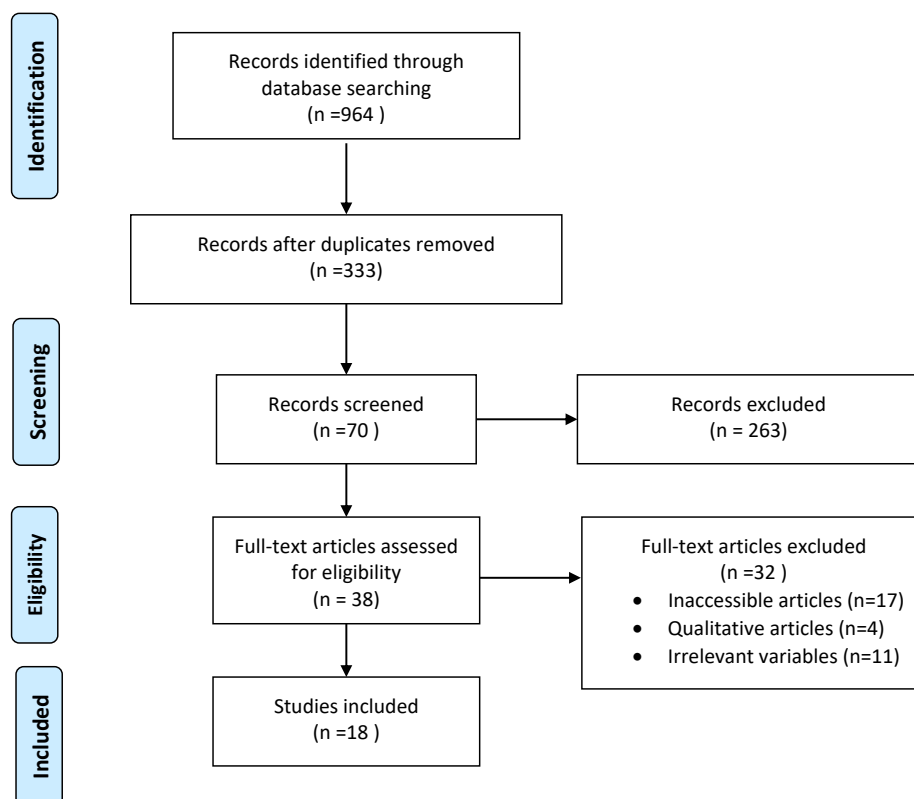 Identification
Records identified through
database searching
(n =964 )
Records after duplicates removed
(n =333)
Screening
Records screened
(n =70 )
Records excluded
(n = 263)
Eligibility
Full-text articles assessed
for eligibility
(n = 38)
Full-text articles excluded
(n =32 )
• Inaccessible articles (n=17)
• Qualitative articles (n=4)
• Irrelevant variables (n=11)
Included
Studies included
(n =18 )